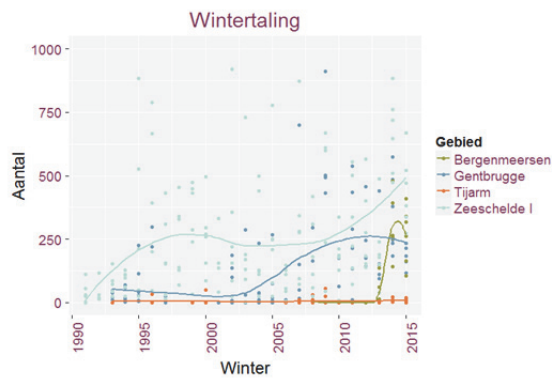 Wintertaling
1000
750
500
250
0
Aantal
1990
1995
2000
2005
2010
2015
Winter
Gebied
Bergenmeersen
Gentbrugge
Tijarm
Zeeschelde I